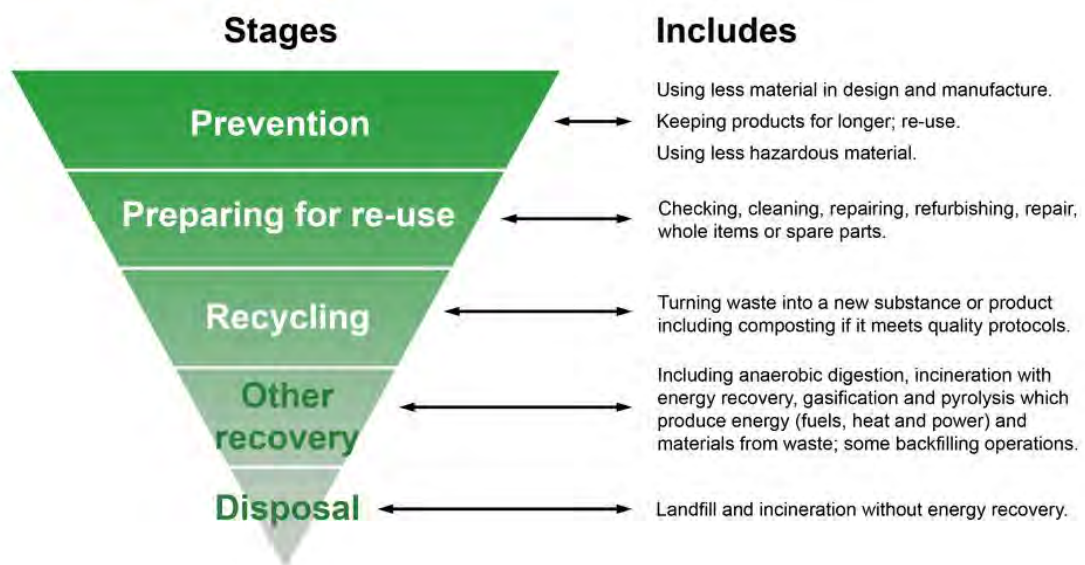 Stages
Includes
Prevention
Using less material in design and manufacture.
Keeping products for longer; re-use.
Using less hazardous material.
Preparing for re-use
Checking, cleaning, repairing, refurbishing, repair,
whole items or spare parts.
Recycling
Turning waste into a new substance or product
including composting if it meets quality protocols.
Other
recovery
Including anaerobic digestion, incineration with
energy recovery, gasification and pyrolysis which
produce energy (fuels, heat and power) and
materials from waste; some backfilling operations.
Disposal
Landfill and incineration without energy recovery.